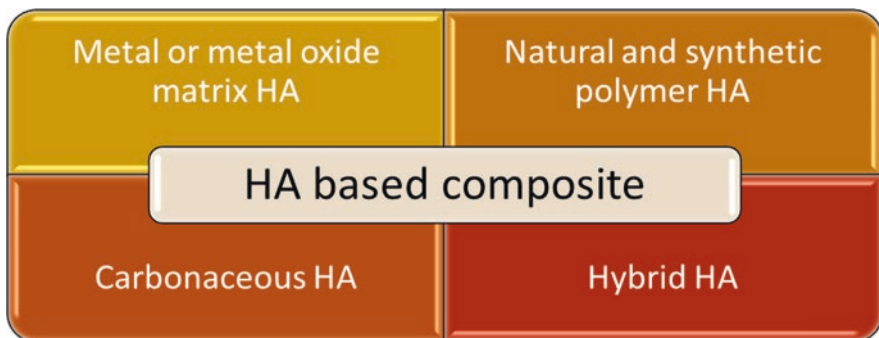 Metal or metal oxide
matrix HA
Natural and synthetic
polymer HA
HA based composite
Carbonaceous HA
Hybrid HA